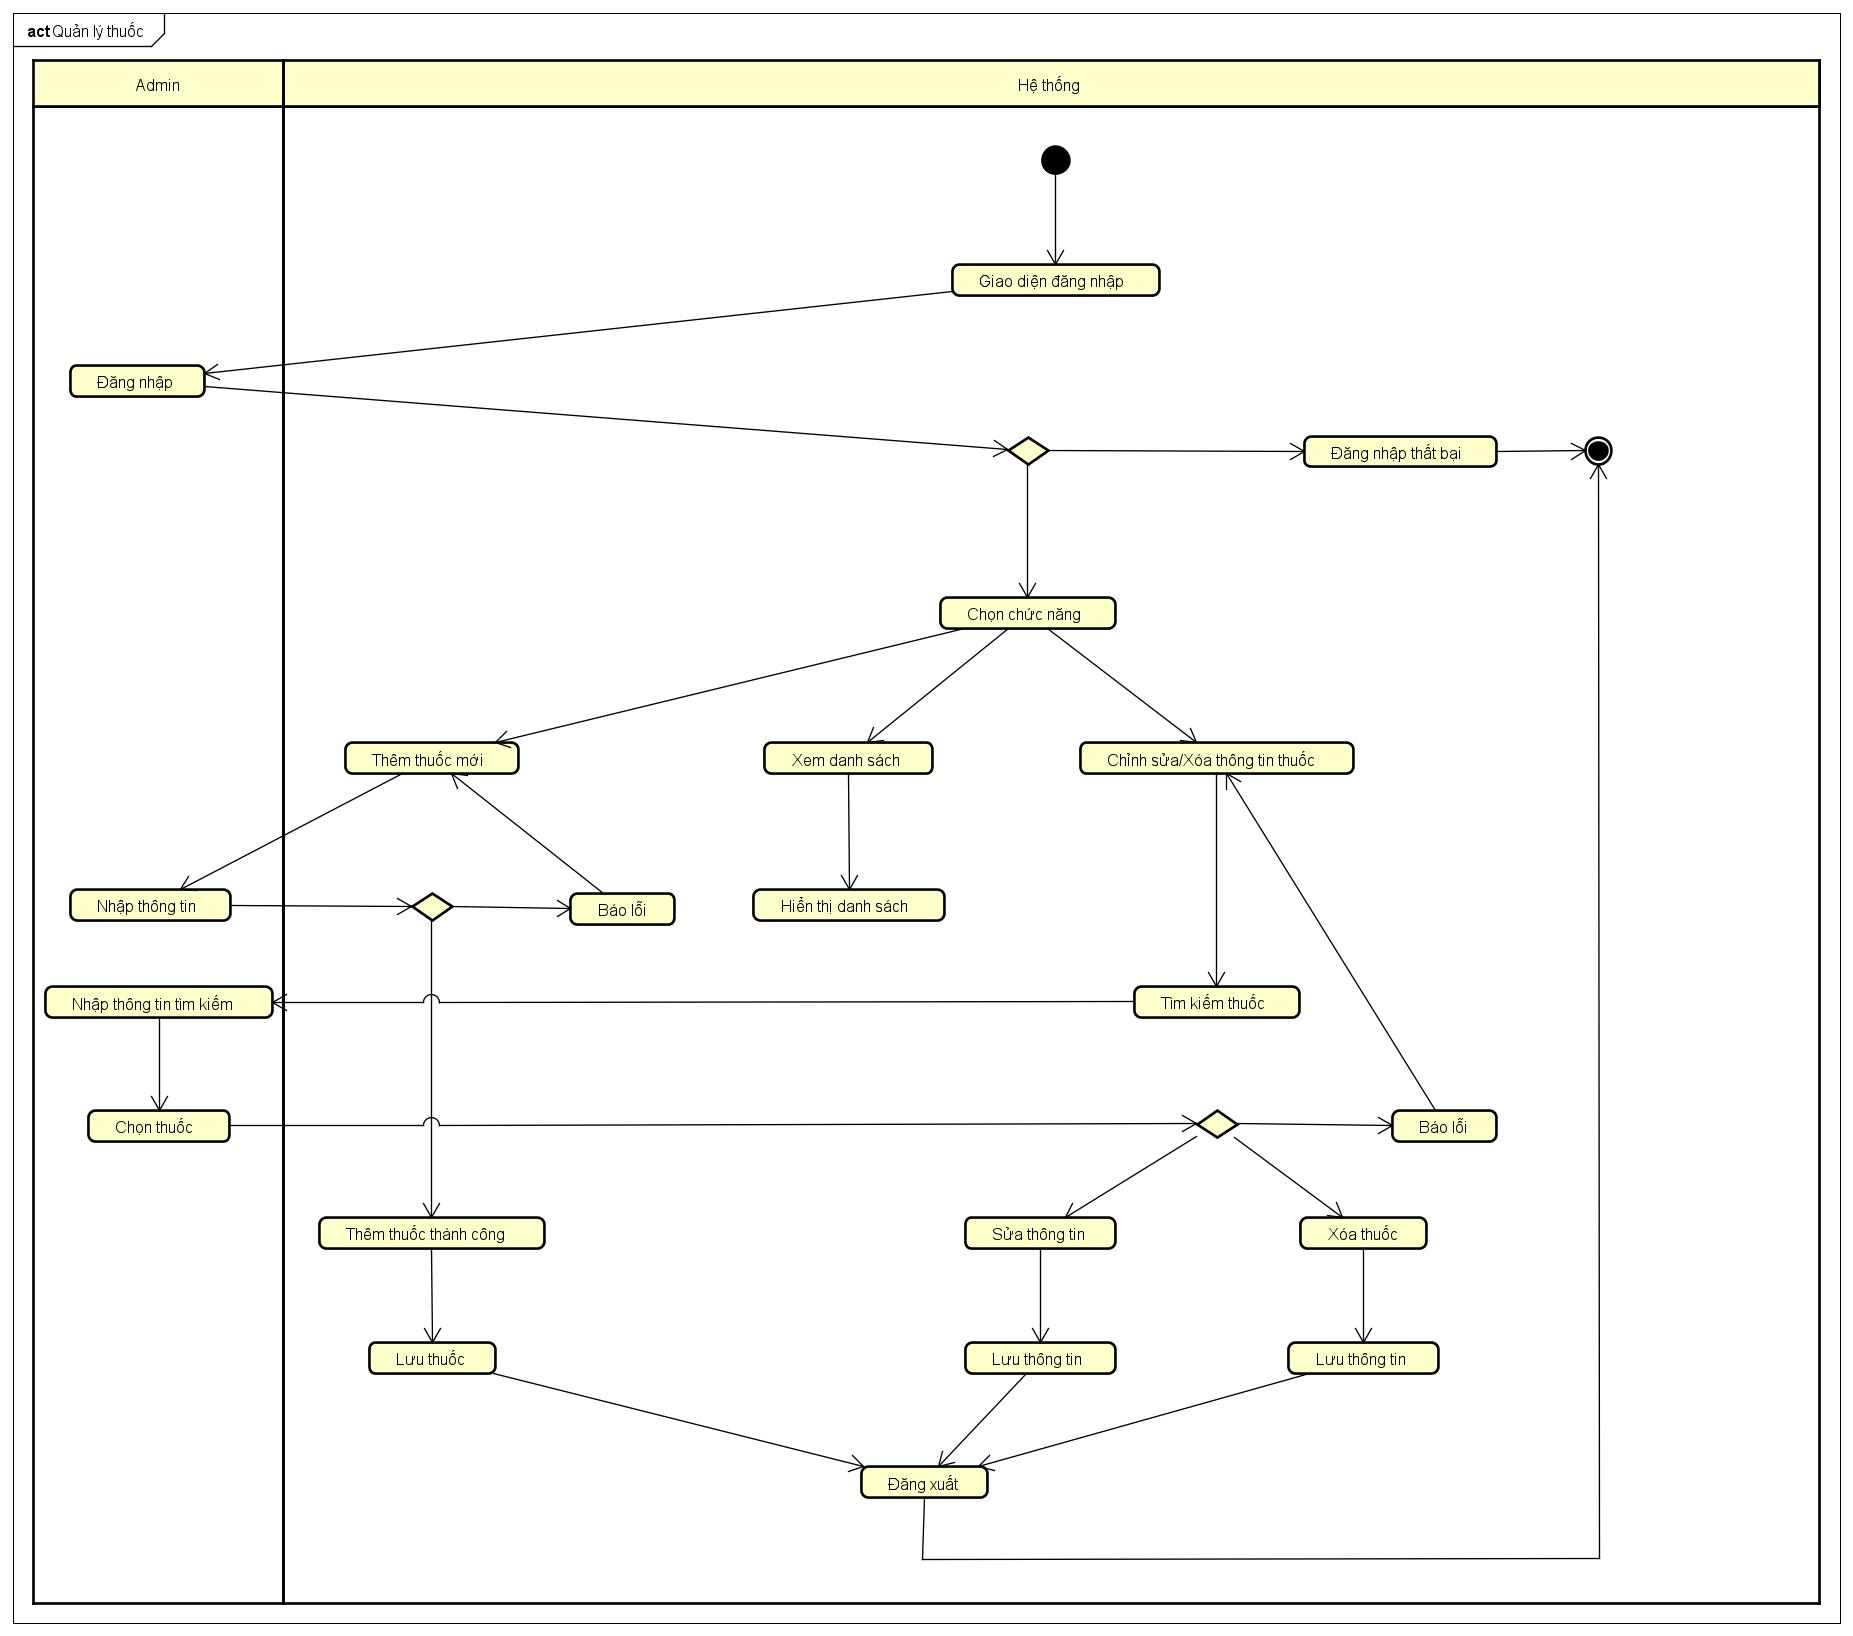 act Quản lý thuốc
Admin
Hệ thống
Giao diện đăng nhập
Đăng nhập
Đăng nhập thất bại
Chọn chức năng
Thêm thuốc mới
Xem danh sách
Chỉnh sửa/Xóa thông tin thuốc
Nhập thông tin
Báo lỗi
Hiển thị danh sách
Nhập thông tin tìm kiếm
Tìm kiếm thuốc
Chọn thuốc
Báo lỗi
Thêm thuốc thành công
Sửa thông tin
Xóa thuốc
Lưu thuốc
Lưu thông tin
Lưu thông tin
Đăng xuất